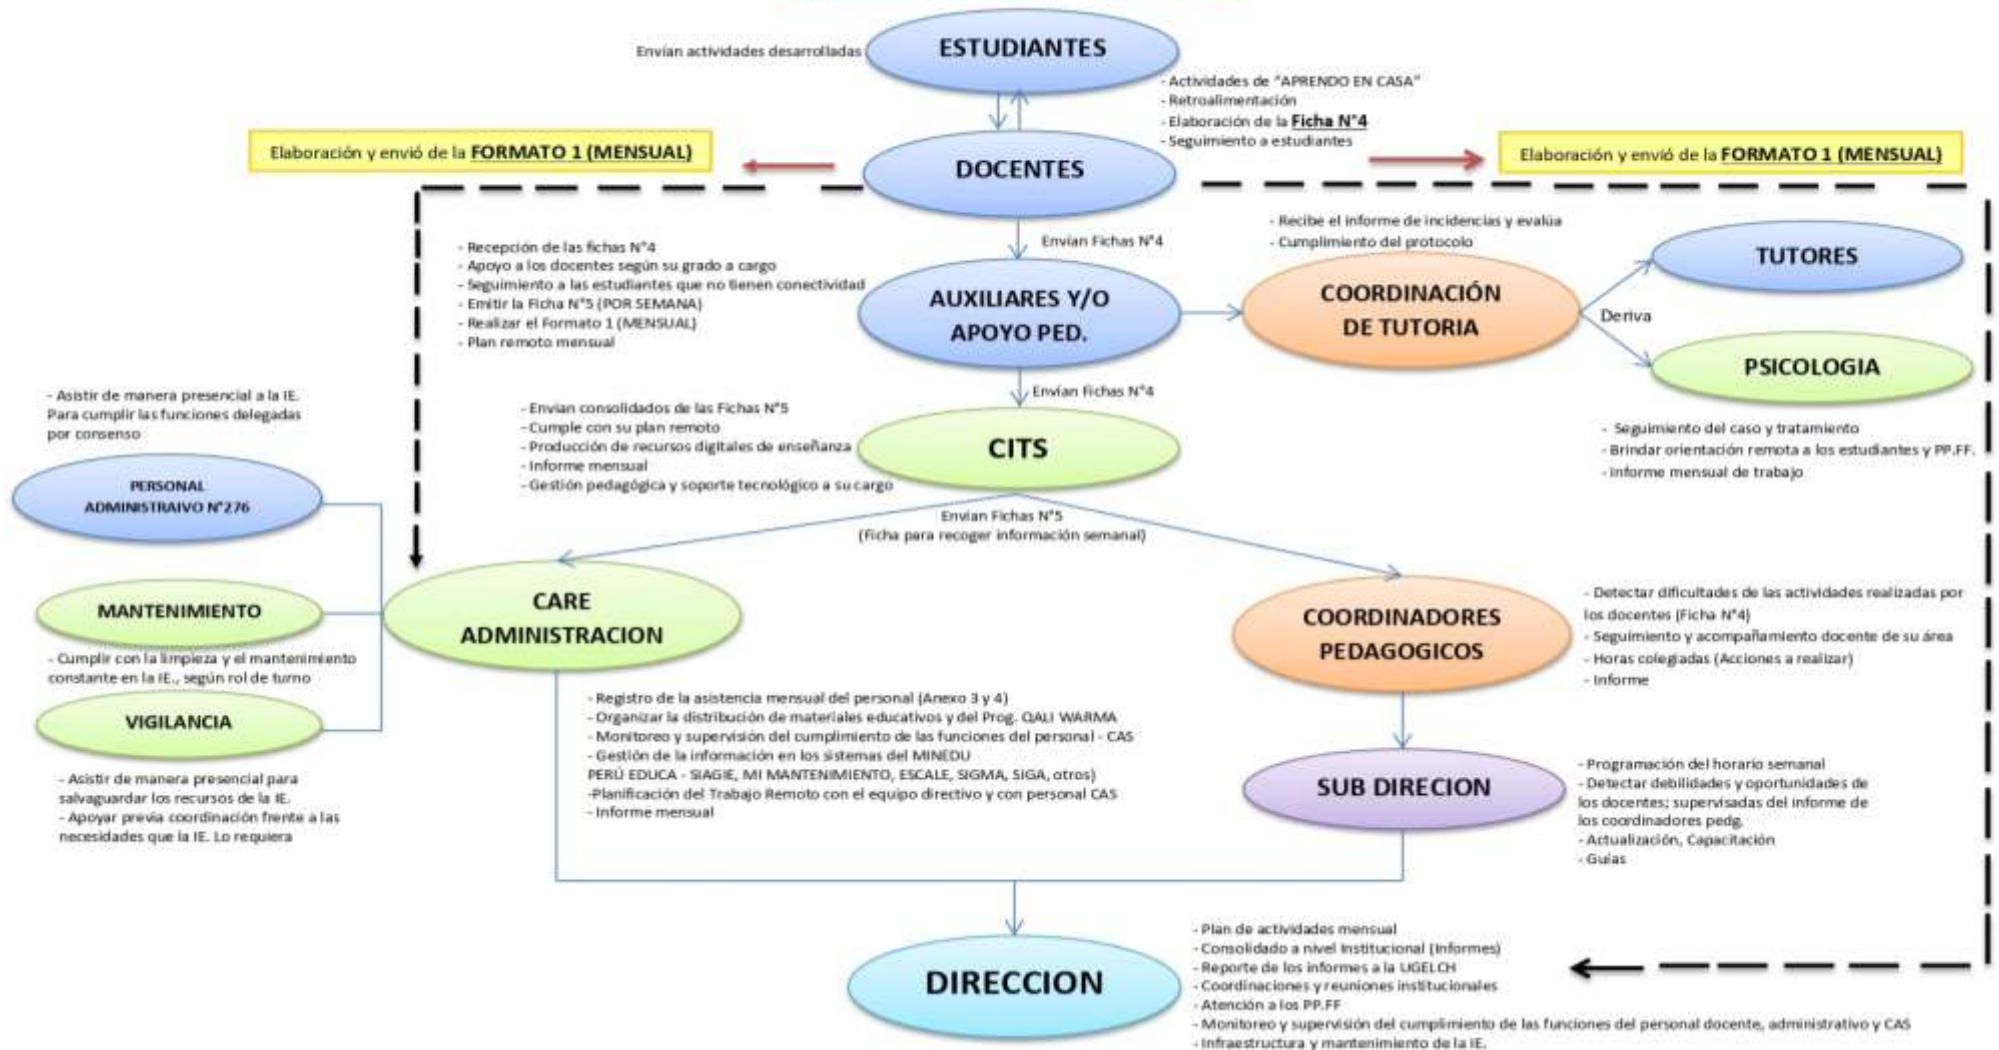 Envían actividades desarrolladas
ESTUDIANTES
- Actividades de "APRENDO EN CASA"
- Retroalimentación
- Elaboración de la Ficha N°4
- Seguimiento a estudiantes
Elaboración y envió de la FORMATO 1 (MENSUAL)
DOCENTES
Elaboración y envió de la FORMATO 1 (MENSUAL)
Envían Fichas N°4
- Recepción de las fichas N°4
- Apoyo a los docentes según su grado a cargo
- Seguimiento a las estudiantes que no tienen conectividad
- Emitir la Ficha N°5 (POR SEMANA)
- Realizar el Formato 1 (MENSUAL)
- Plan remoto mensual
AUXILIARES Y/O
APOYO PED.
- Recibe el informe de incidencias y evalúa
- Cumplimiento del protocolo
COORDINACIÓN
DE TUTORIA
Deriva
TUTORES
PSICOLOGIA
- Seguimiento del caso y tratamiento
- Brindar orientación remota a los estudiantes y PP.FF.
- Informe mensual de trabajo
Envían Fichas N°4
- Envian consolidados de las Fichas N°5
- Cumple con su plan remoto
- Producción de recursos digitales de enseñanza
- Informe mensual
- Gestión pedagógica y soporte tecnológico a su cargo
CITS
Envían Fichas N°5
(Ficha para recoger información semanal)
- Asistir de manera presencial a la IE.
Para cumplir las funciones delegadas
por consenso
PERSONAL
ADMINISTRAIVO N°276
MANTENIMIENTO
- Cumplir con la limpieza y el mantenimiento
constante en la IE., según rol de turno
VIGILANCIA
- Asistir de manera presencial para
salvaguardar los recursos de la IE.
- Apoyar previa coordinación frente a las
necesidades que la IE. Lo requiera
CARE
ADMINISTRACION
- Registro de la asistencia mensual del personal (Anexo 3 y 4)
- Organizar la distribución de materiales educativos y del Prog. QALI WARMA
- Monitoreo y supervisión del cumplimiento de las funciones del personal - CAS
- Gestión de la información en los sistemas del MINEDU
PERÚ EDUCA - SIAGIE, MI MANTENIMIENTO, ESCALE, SIGMA, SIGA, otros)
-Planificación del Trabajo Remoto con el equipo directivo y con personal CAS
- Informe mensual
COORDINADORES
PEDAGOGICOS
- Detectar dificultades de las actividades realizadas por
los docentes (Ficha N°4)
- Seguimiento y acompañamiento docente de su área
- Horas colegiadas (Acciones a realizar)
- Informe
SUB DIRECION
- Programación del horario semanal
- Detectar debilidades y oportunidades de
los docentes; supervisadas del informe de
los coordinadores pedg.
- Actualización, Capacitación
- Guías
DIRECCION
- Plan de actividades mensual
- Consolidado a nivel Institucional (Informes)
- Reporte de los informes a la UGELCH
- Coordinaciones y reuniones institucionales
- Atención a los PP.FF
- Monitoreo y supervisión del cumplimiento de las funciones del personal docente, administrativo y CAS
- Infraestructura y mantenimiento de la IE.